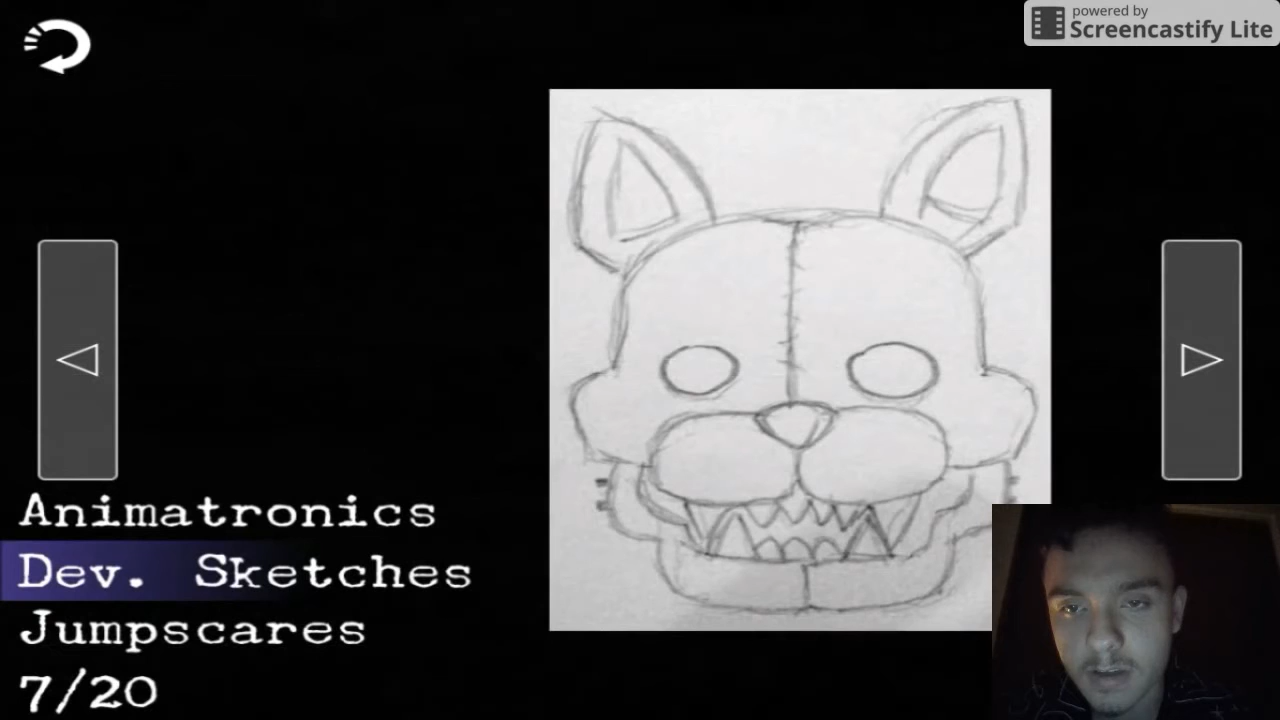 powered by
Screencastify Lite
Animatronics
Dev. Sketches
Jumpscares
7/20